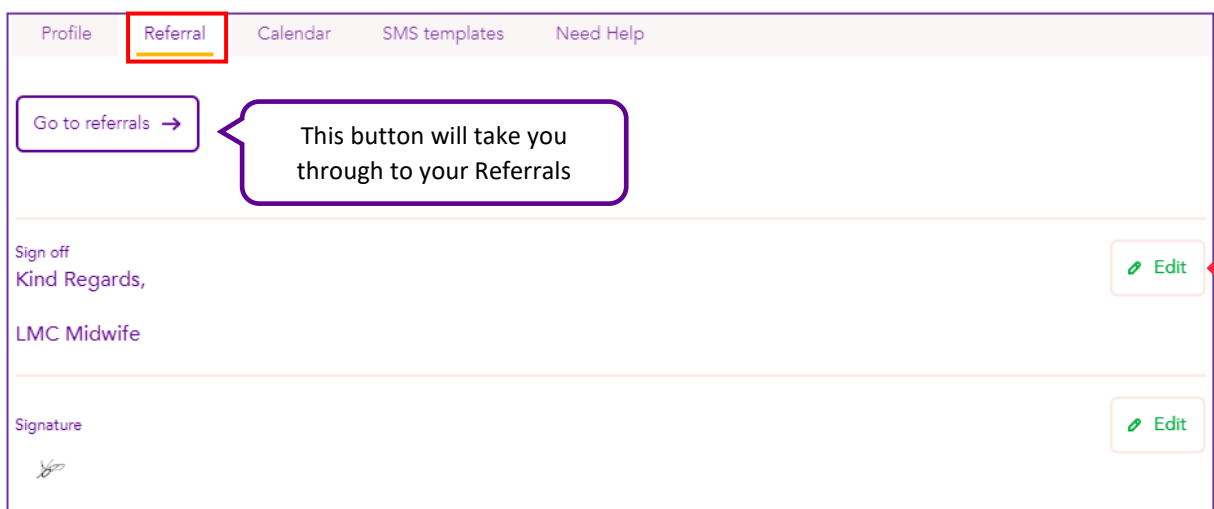 Profile Referral Calendar SMS templates Need Help
Go to referrals →
This button will take you
through to your Referrals
Sign off
Kind Regards,
Edit
LMC Midwife
Signature
Edit